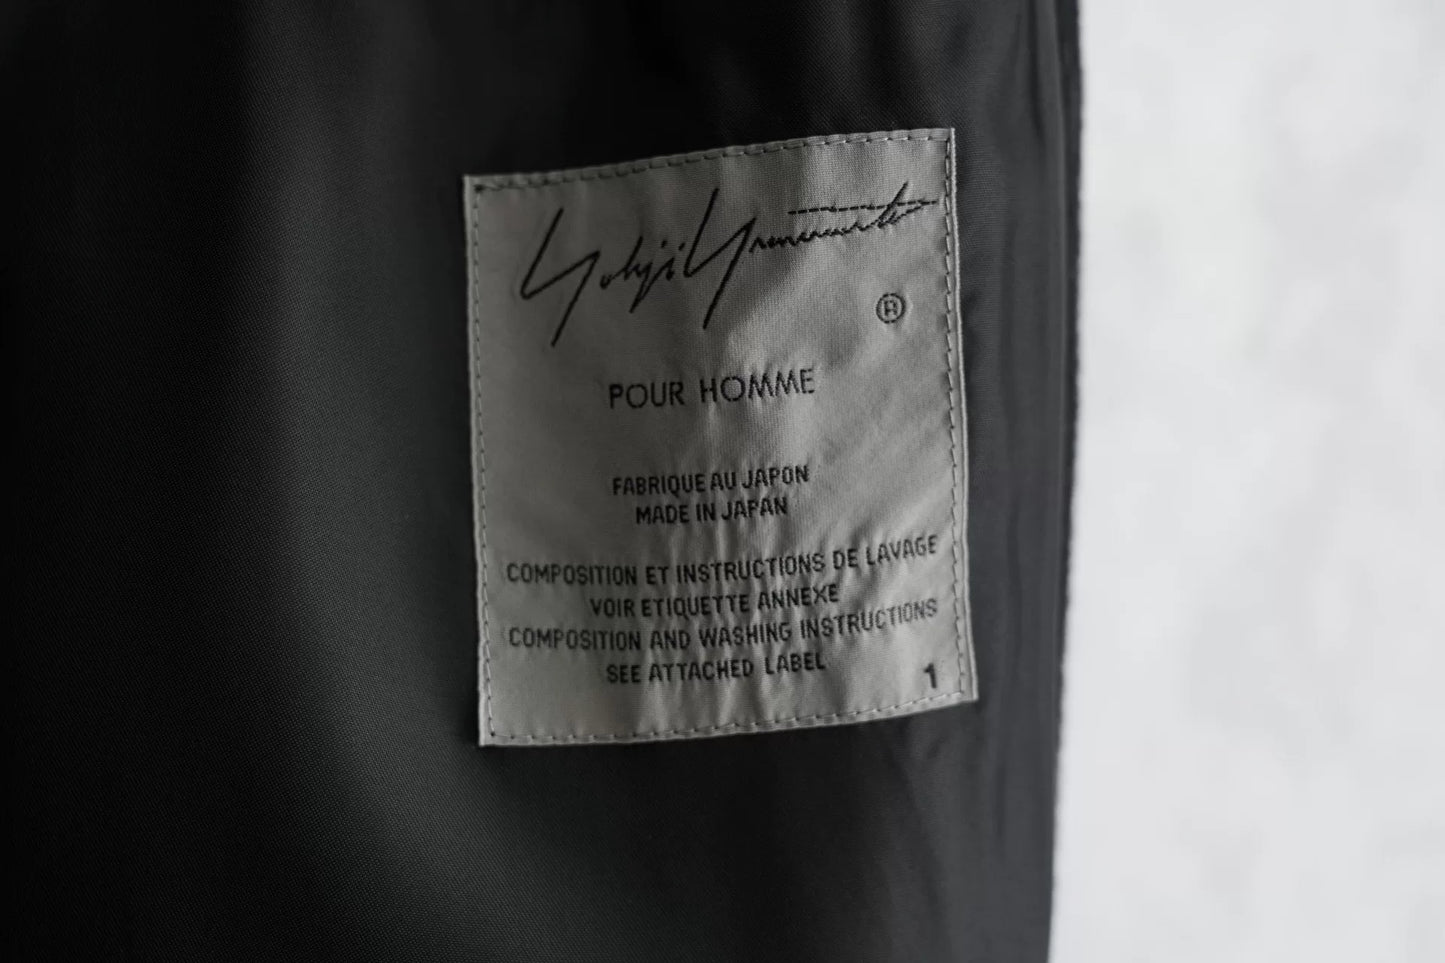 Yohji Yamamoto
®
POUR HOMME
FABRIQUE AU JAPON
MADE IN JAPAN
COMPOSITION ET INSTRUCTIONS DE LAVAGE
VOIR ETIQUETTE ANNEXE
COMPOSITION AND WASHING INSTRUCTIONS
SEE ATTACHED LABEL
1